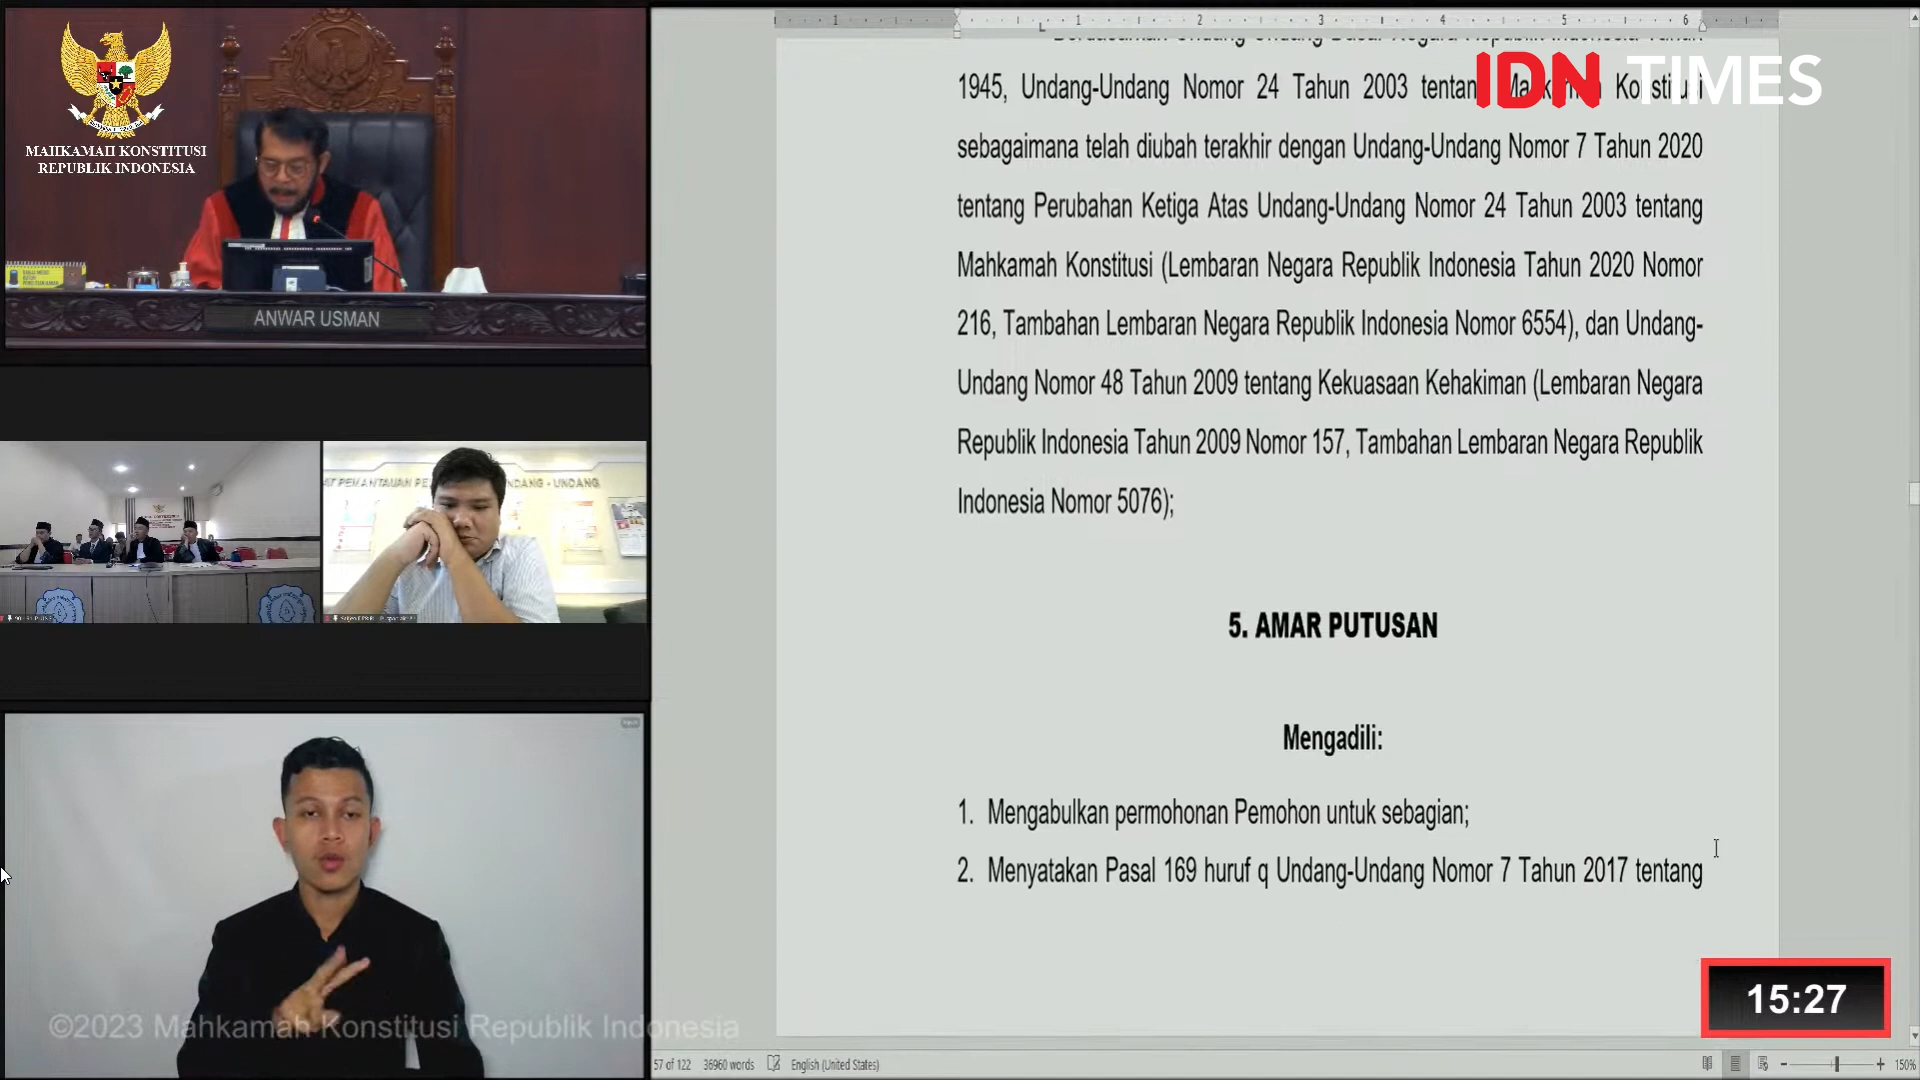 MAHKAMAH KONSTITUSI
REPUBLIK INDONESIA
ANWAR USMAN
©2023 Mahkamah Konstitusi Republik Indonesia
IDN TIMES
1945, Undang-Undang Nomor 24 Tahun 2003 tentang Mahkamah Konstitusi
sebagaimana telah diubah terakhir dengan Undang-Undang Nomor 7 Tahun 2020
tentang Perubahan Ketiga Atas Undang-Undang Nomor 24 Tahun 2003 tentang
Mahkamah Konstitusi (Lembaran Negara Republik Indonesia Tahun 2020 Nomor
216, Tambahan Lembaran Negara Republik Indonesia Nomor 6554), dan Undang-
Undang Nomor 48 Tahun 2009 tentang Kekuasaan Kehakiman (Lembaran Negara
Republik Indonesia Tahun 2009 Nomor 157, Tambahan Lembaran Negara Republik
Indonesia Nomor 5076);
5. AMAR PUTUSAN
Mengadili:
1. Mengabulkan permohonan Pemohon untuk sebagian;
2. Menyatakan Pasal 169 huruf q Undang-Undang Nomor 7 Tahun 2017 tentang
15:27
57 of 122 36960 words English (United States)
150%